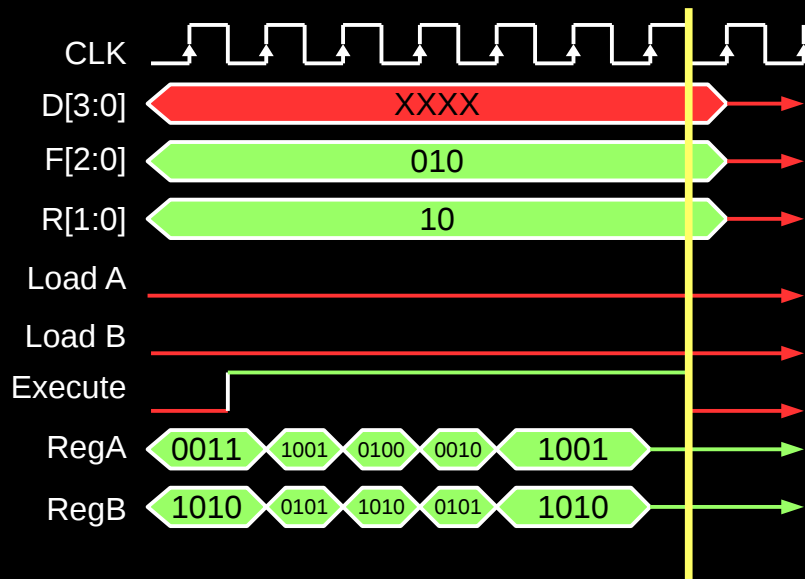 CLK
D[3:0] XXXX
F[2:0] 010
R[1:0] 10
Load A
Load B
Execute
RegA 0011 1001 0100 0010 1001
RegB 1010 0101 1010 0101 1010